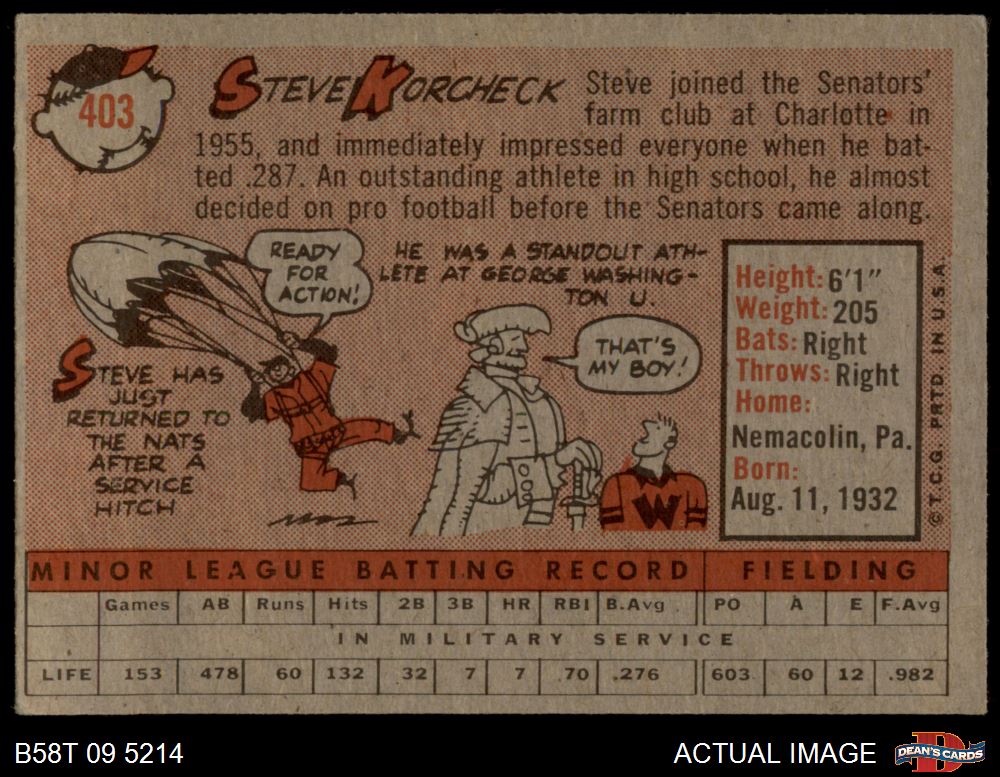 403
STEVE KORCHECK
Steve joined the Senators'
farm club at Charlotte in
1955, and immediately impressed everyone when he bat-
ted .287. An outstanding athlete in high school, he almost
decided on pro football before the Senators came along.
READY
FOR
ACTION!
HE WAS A STANDOUT ATH-
LETE AT GEORGE WASHING-
TON U.
THAT'S
MY BOY!
STEVE HAS
JUST
RETURNED TO
THE NATS
AFTER A
SERVICE
HITCH
W
Height: 6'1"
Weight: 205
Bats: Right
Throws: Right
Home:
Nemacolin, Pa.
Born:
Aug. 11, 1932
© T.C.G. PRTD. IN U.S.A.
MINOR LEAGUE BATTING RECORD FIELDING
Games AB Runs Hits 2B 3B HR RBI B.Avg. PO A E F.Avg
IN MILITARY SERVICE
LIFE 153 478 60 132 32 7 7 70 .276 603 60 12 .982
B58T 09 5214
ACTUAL IMAGE
D
DEAN'S CARDS